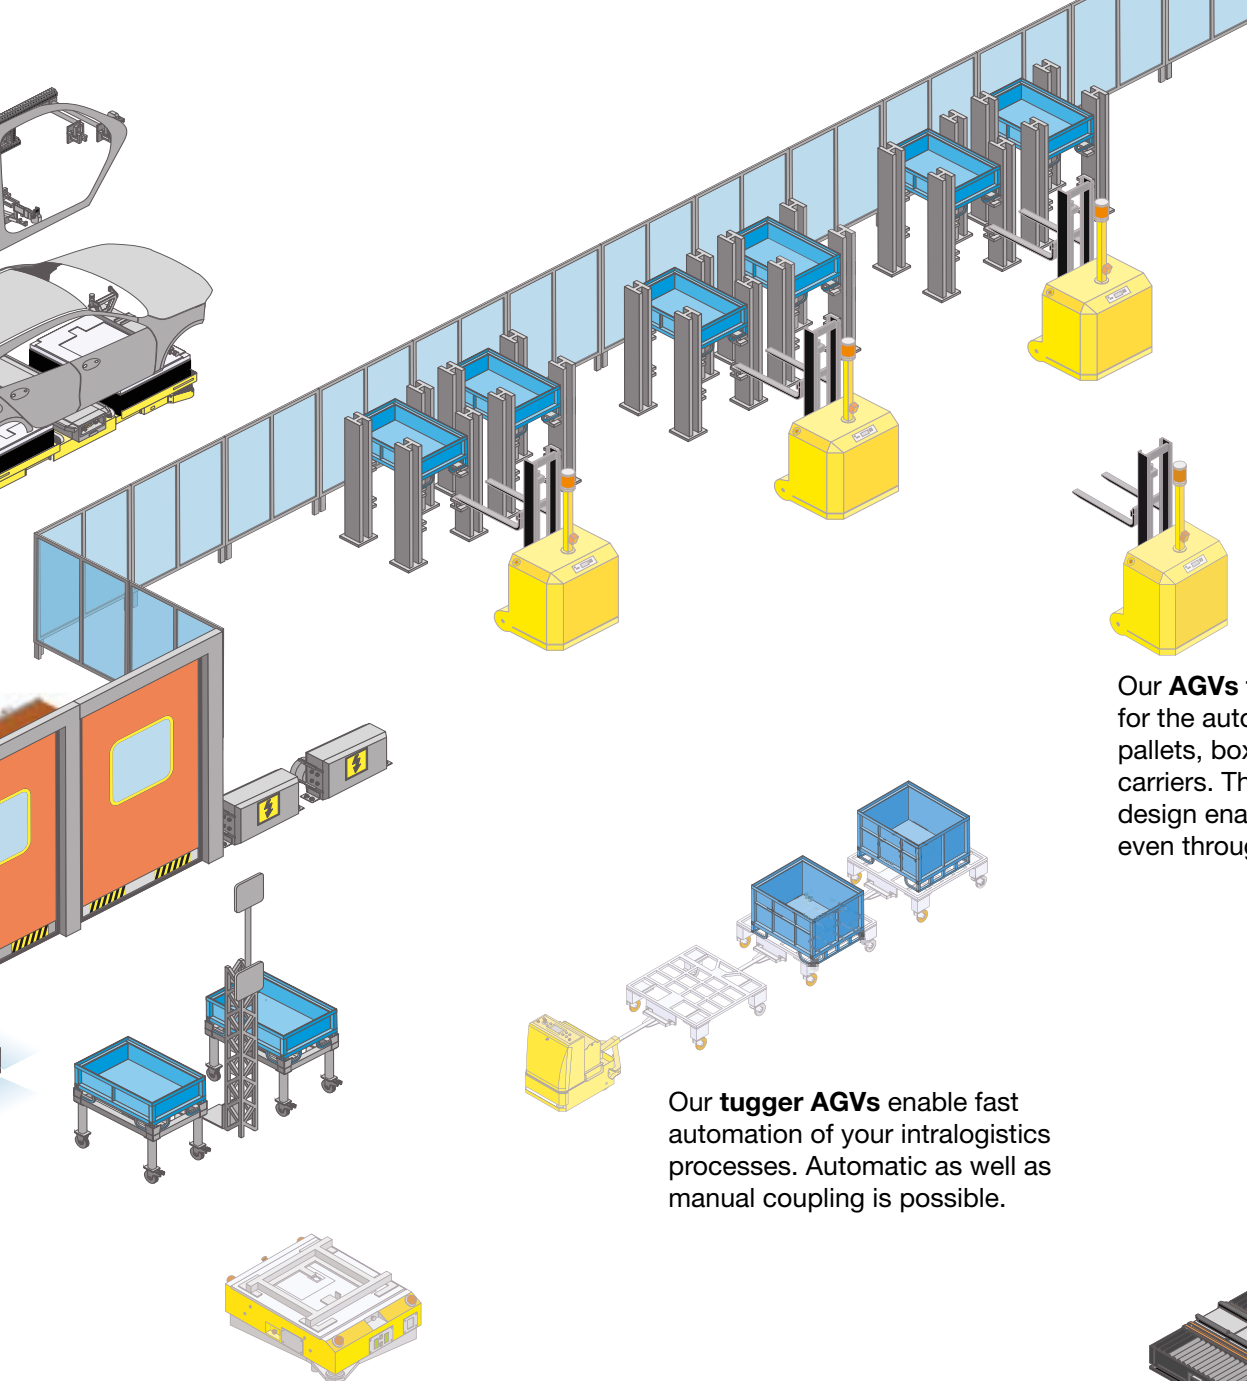 Our AGVs
for the auto
pallets, box
carriers. Th
design ena
even throug
Our tugger AGVs enable fast
automation of your intralogistics
processes. Automatic as well as
manual coupling is possible.